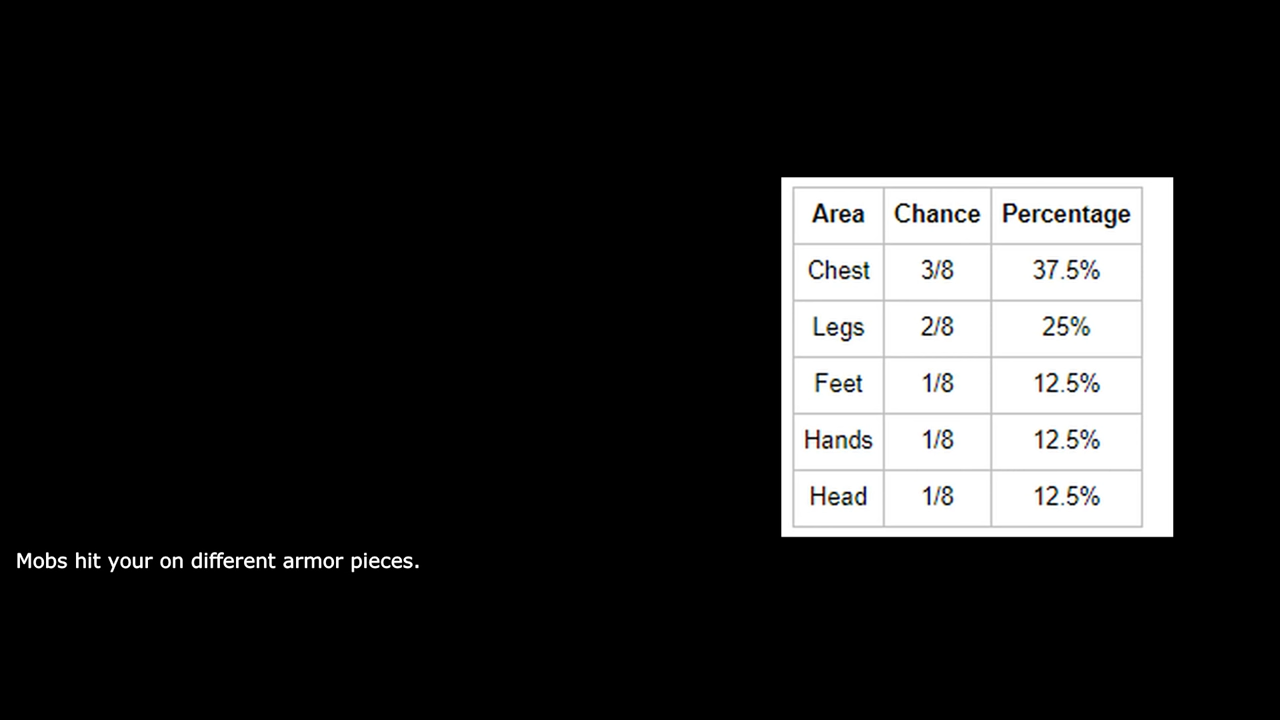 Area Chance Percentage
Chest 3/8 37.5%
Legs 2/8 25%
Feet 1/8 12.5%
Hands 1/8 12.5%
Head 1/8 12.5%
Mobs hit your on different armor pieces.